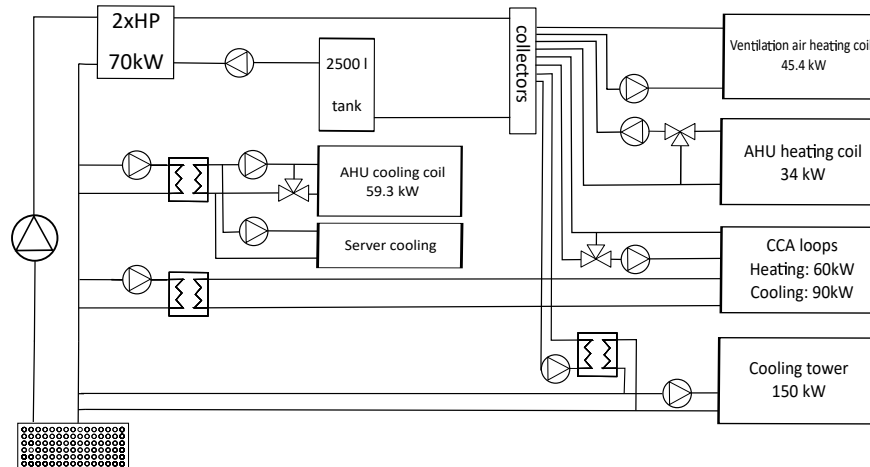 2xHP
70kW
2500 l
tank
collectors
Ventilation air heating coil
45.4 kW
AHU heating coil
34 kW
AHU cooling coil
59.3 kW
Server cooling
CCA loops
Heating: 60kW
Cooling: 90kW
Cooling tower
150 kW